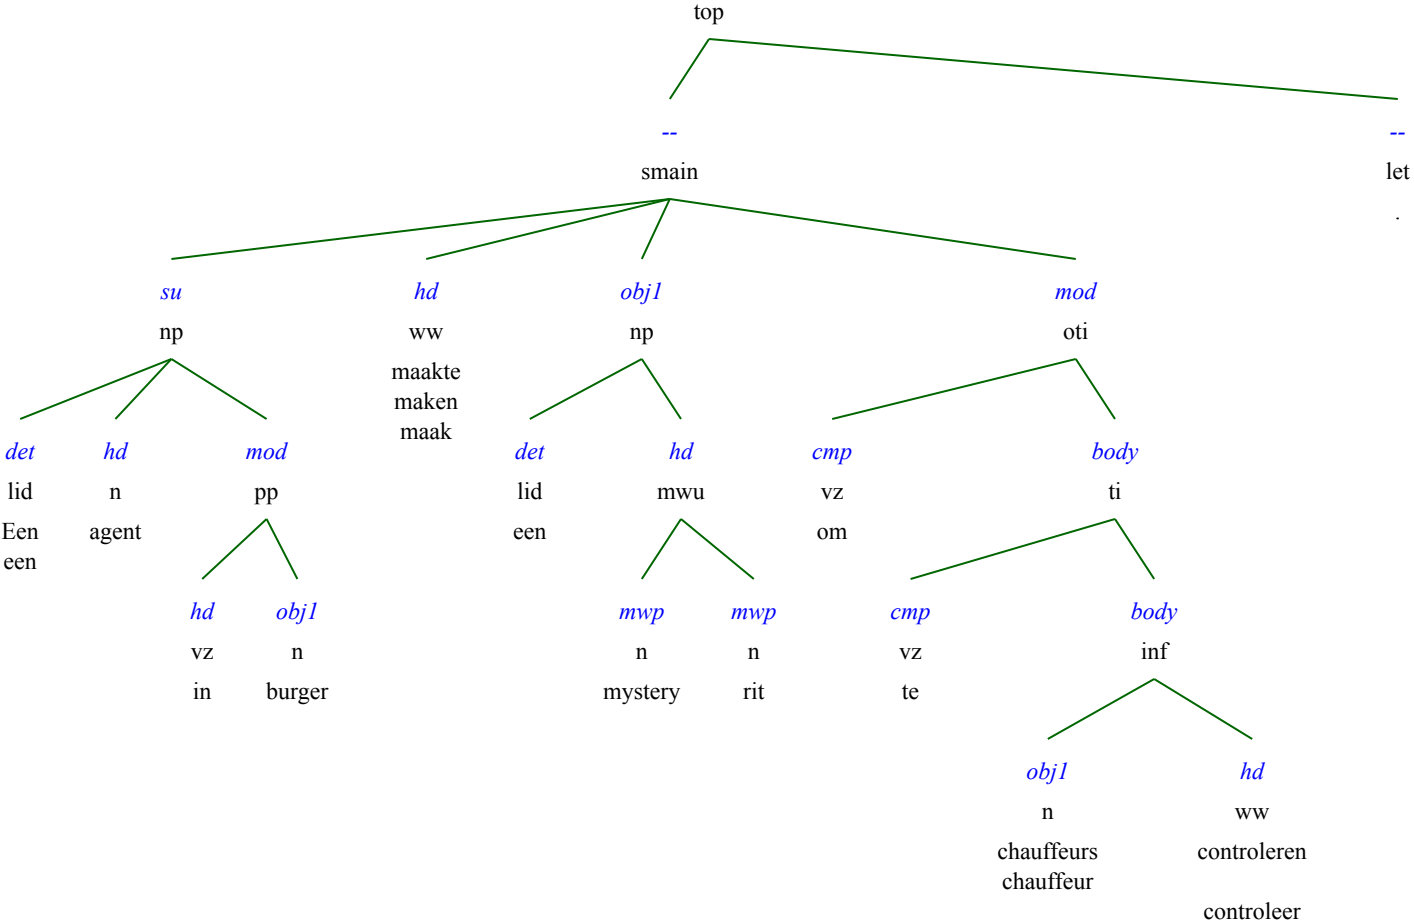 top
-- --
smain let
.
su hd obj1 mod
np ww np oti
maakte
maken
maak
det hd mod det hd cmp body
lid n pp lid mwu vz ti
Een agent een om
een
hd obj1 mwp mwp cmp body
vz n n n vz inf
in burger mystery rit te
obj1 hd
n ww
chauffeurs controleren
chauffeur
controleer